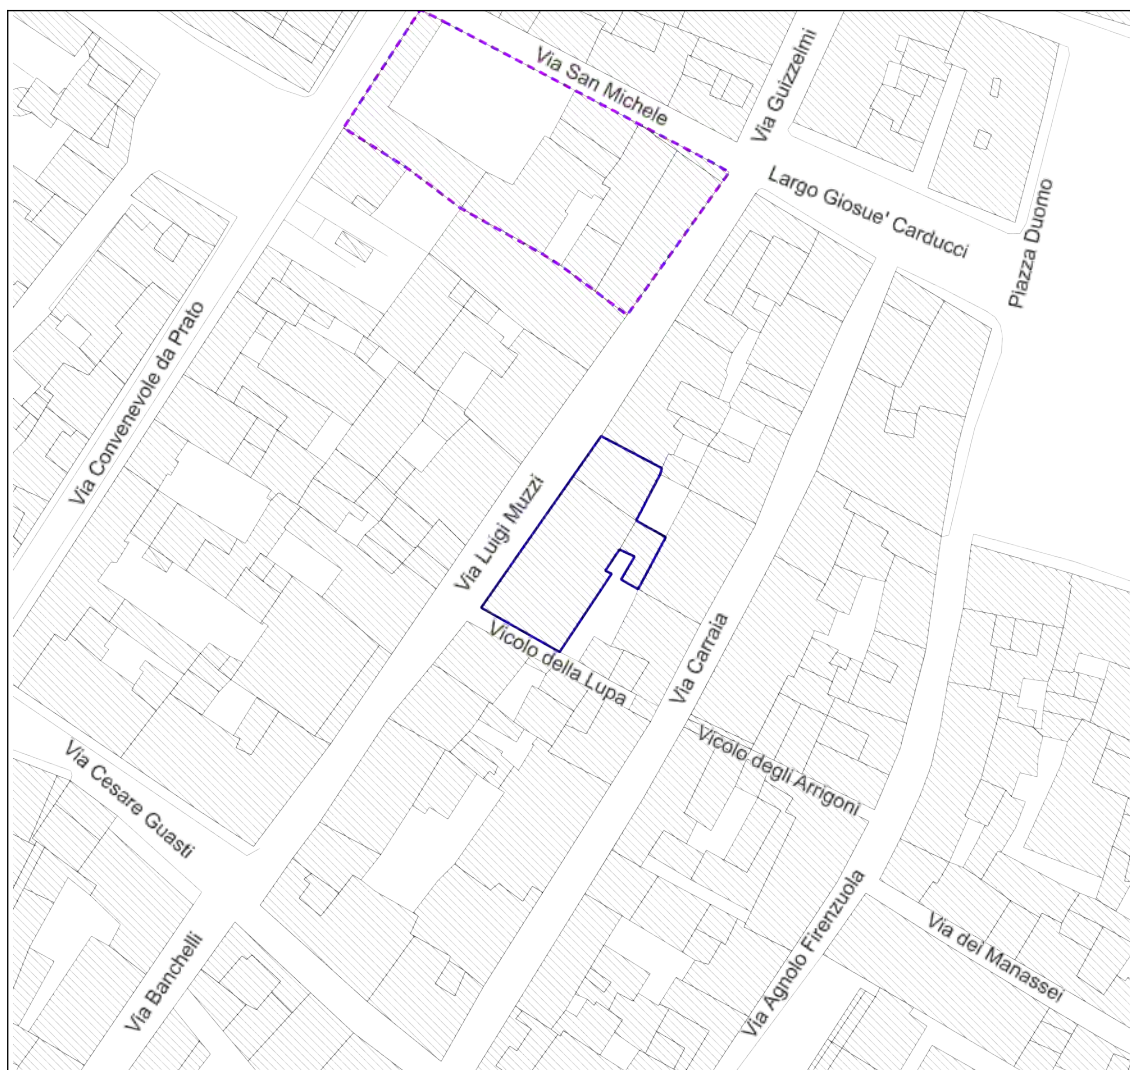 Via San Michele
Via Guizzelmi
Largo Giosue' Carducci
Piazza Duomo
Via Convenevole da Prato
Via Luigi Muzzi
Vicolo della Lupa
Via Carraia
Vicolo degli Arrigoni
Via Cesare Guasti
Via Banchelli
Via Agnolo Firenzuola
Via dei Manassei